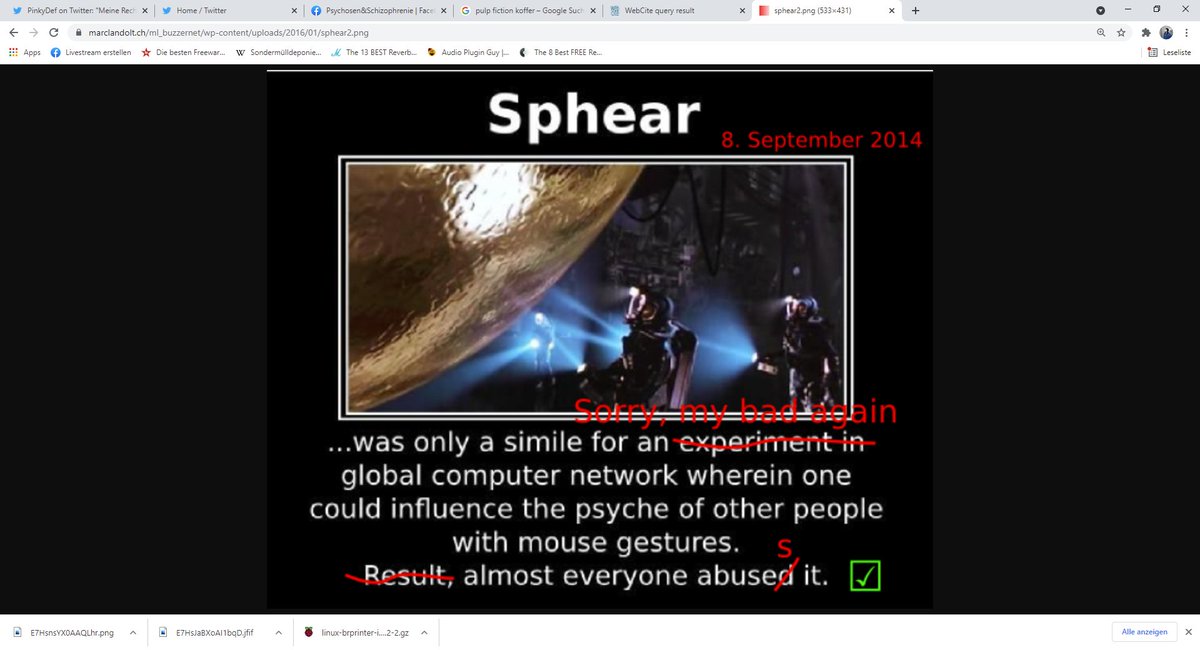 PinkyDef on Twitter: "Meine Rech
Home / Twitter
Psychosen&Schizophrenie | Face
pulp fiction koffer – Google Such
WebCite query result
sphear2.png (533×431)
marclandolt.ch/ml_buzzernet/wp-content/uploads/2016/01/sphear2.png
Apps
Livestream erstellen
Die besten Freewar...
Sondermülldeponie...
The 13 BEST Reverb...
Audio Plugin Guy |...
The 8 Best FREE Re...
Leseliste
Sphear
8. September 2014
Sorry, my bad again
...was only a simile for an experiment in
global computer network wherein one
could influence the psyche of other people
with mouse gestures.
s
Result, almost everyone abused it.
E7HsnsYX0AAQLhr.png
E7HsJaBXoAI1bqD.jfif
linux-brprinter-i....2-2.gz
Alle anzeigen